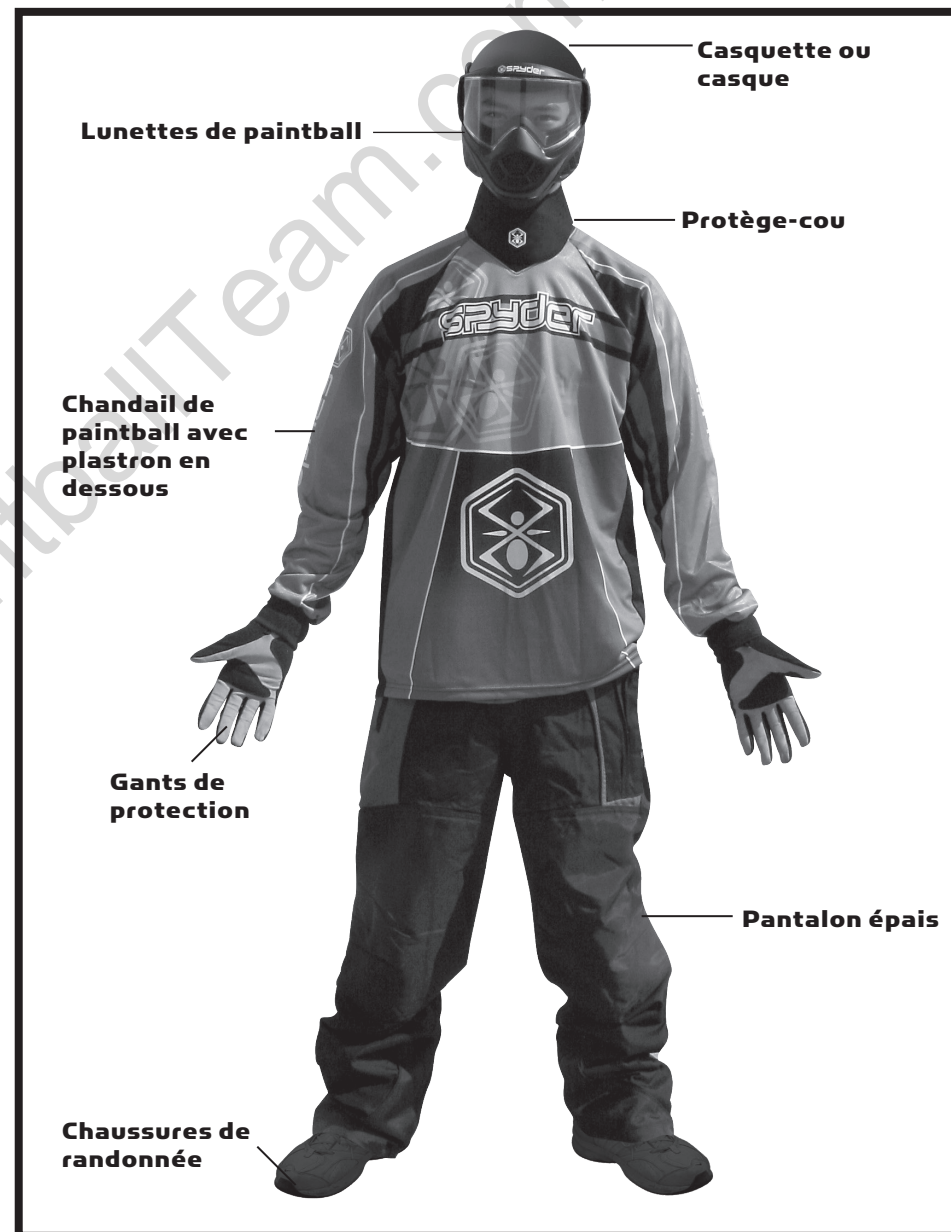 Casquette ou
casque
SPYDER
Lunettes de paintball
Protège-cou
SPYDER
Chandail de
paintball avec
plastron en
dessous
Gants de
protection
Pantalon épais
Chaussures de
randonnée